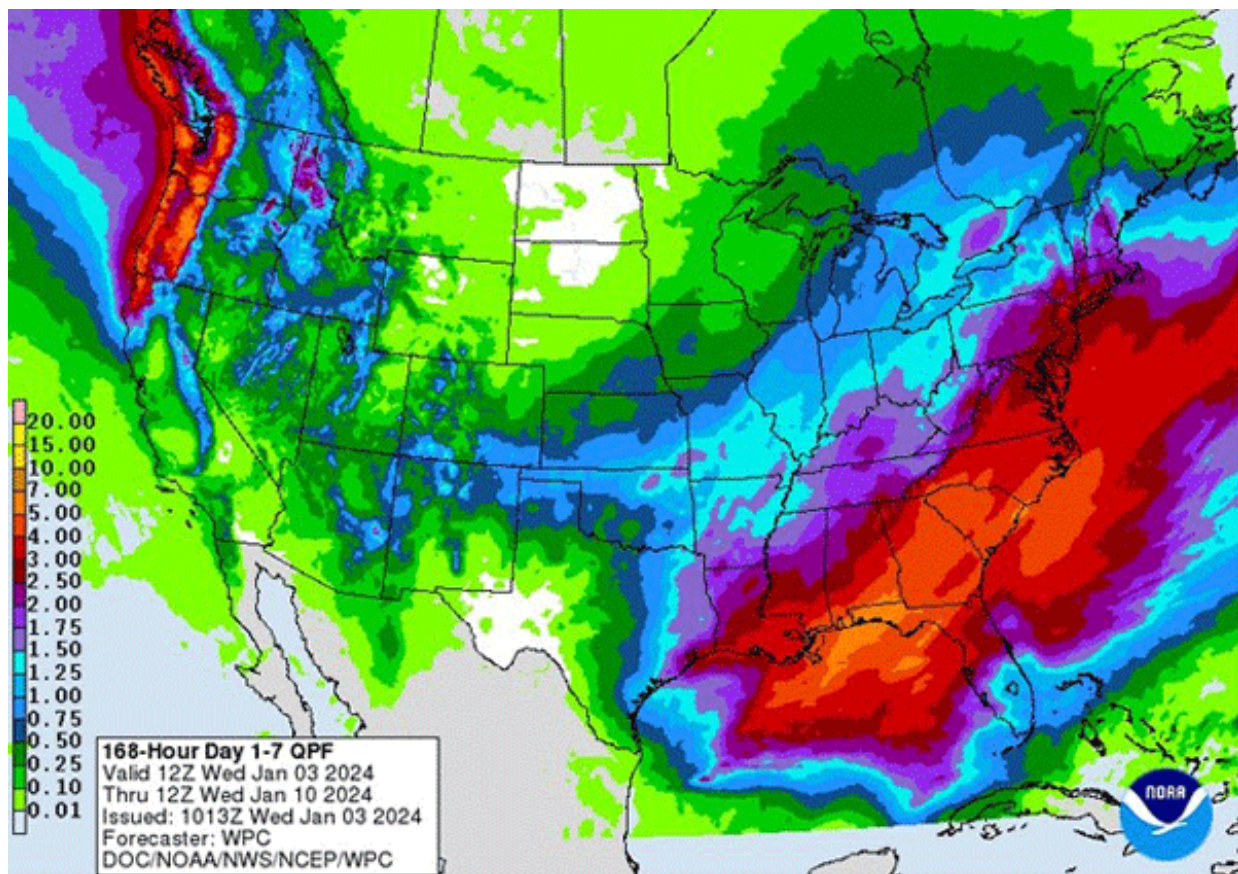 20.00
15.00
10.00
7.00
5.00
4.00
3.00
2.50
2.00
1.75
1.50
1.25
1.00
0.75
0.50
0.25
0.10
0.01
168-Hour Day 1-7 QPF
Valid 12Z Wed Jan 03 2024
Thru 12Z Wed Jan 10 2024
Issued: 1013Z Wed Jan 03 2024
Forecaster: WPC
DOC/NOAA/NWS/NCEP/WPC
NOAA